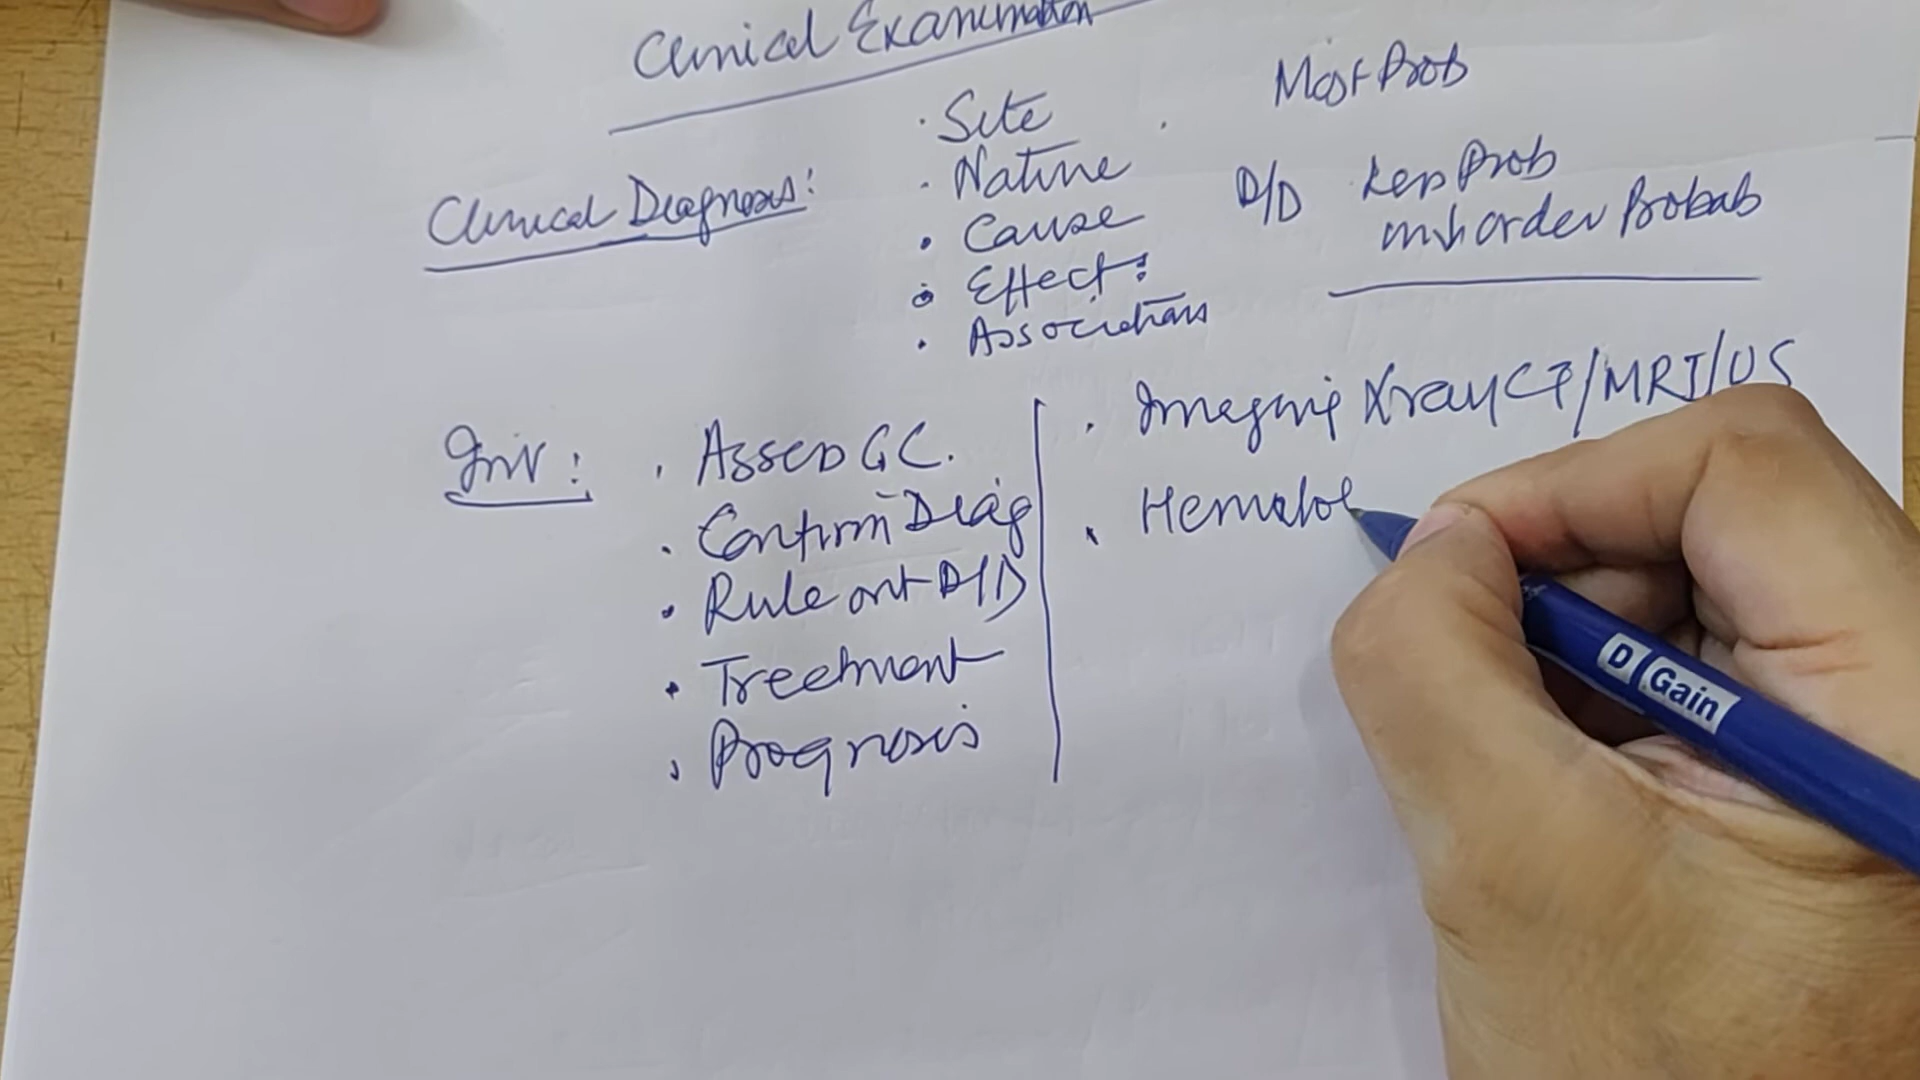 Clinical Examination
Clinical Diagnosis:
. Site
. Nature
. Cause
. Effect:
. Associations
Most Prob
D/D Less Prob
in order Probab
Inv:
. Assess G.C.
. Confirm Diag
. Rule out D/D
. Treetment
. Prognosis
. Imaging Xray CT/MRI/US
. Hematol
D Gain